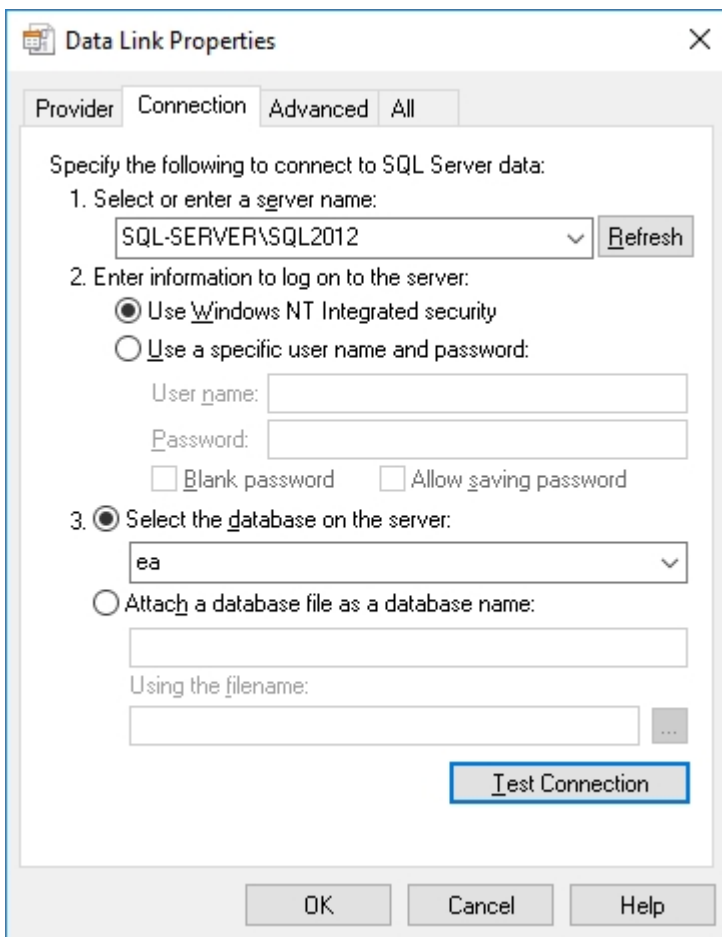 Data Link Properties
Provider Connection Advanced All
Specify the following to connect to SQL Server data:
1. Select or enter a server name:
SQL-SERVER\SQL2012 Refresh
2. Enter information to log on to the server:
Use Windows NT Integrated security
Use a specific user name and password:
User name:
Password:
Blank password Allow saving password
3. Select the database on the server:
ea
Attach a database file as a database name:
Using the filename:
...
Test Connection
OK Cancel Help